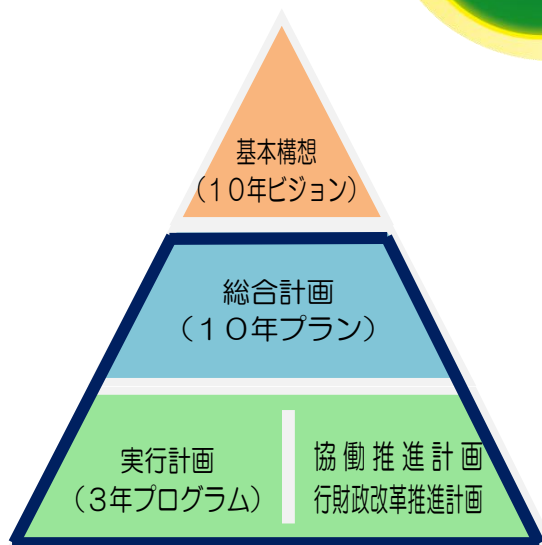 基本構想
（１０年ビジョン）
総合計画
（１０年プラン）
実行計画
（３年プログラム）
協働推進計画
行財政改革推進計画